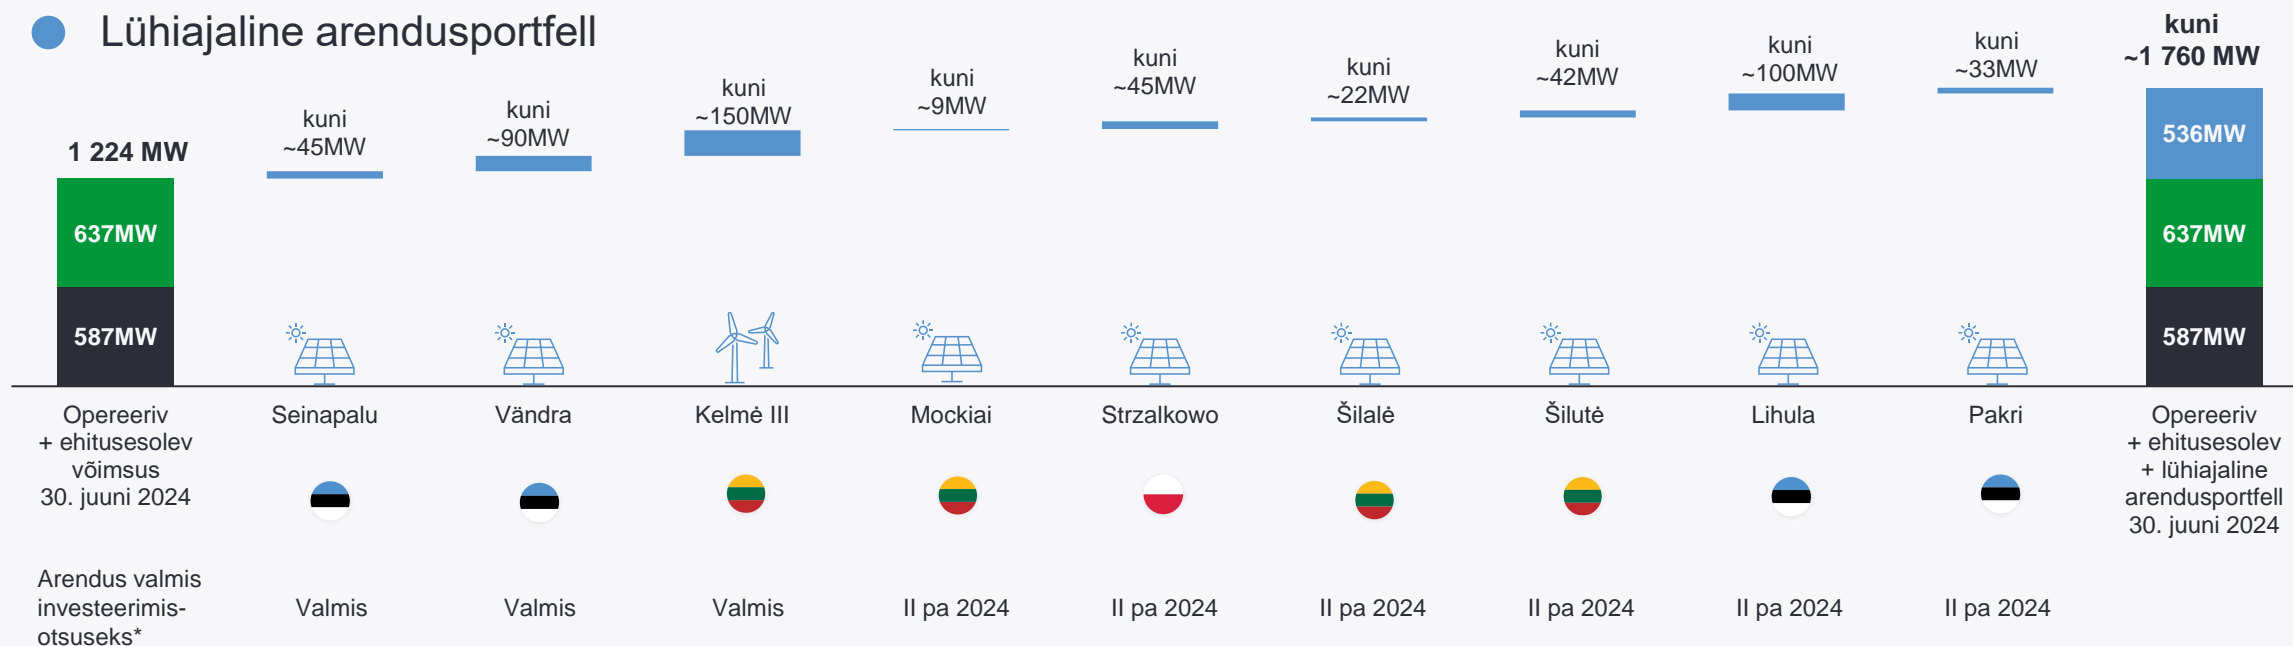 Lühiajaline arendusportfell
1 224 MW
637MW
587MW
kuni
~45MW
kuni
~90MW
kuni
~150MW
kuni
~9MW
kuni
~45MW
kuni
~22MW
kuni
~42MW
kuni
~100MW
kuni
~33MW
kuni
~1 760 MW
536MW
637MW
587MW
Opereeriv
+ ehitusesolev
võimsus
30. juuni 2024
Seinapalu
Vändra
Kelmė III
Mockiai
Strzalkowo
Šilalė
Šilutė
Lihula
Pakri
Opereeriv
+ ehitusesolev
+ lühiajaline
arendusportfell
30. juuni 2024
Arendus valmis
investeerimis-
otsuseks*
Valmis
Valmis
Valmis
II pa 2024
II pa 2024
II pa 2024
II pa 2024
II pa 2024
II pa 2024